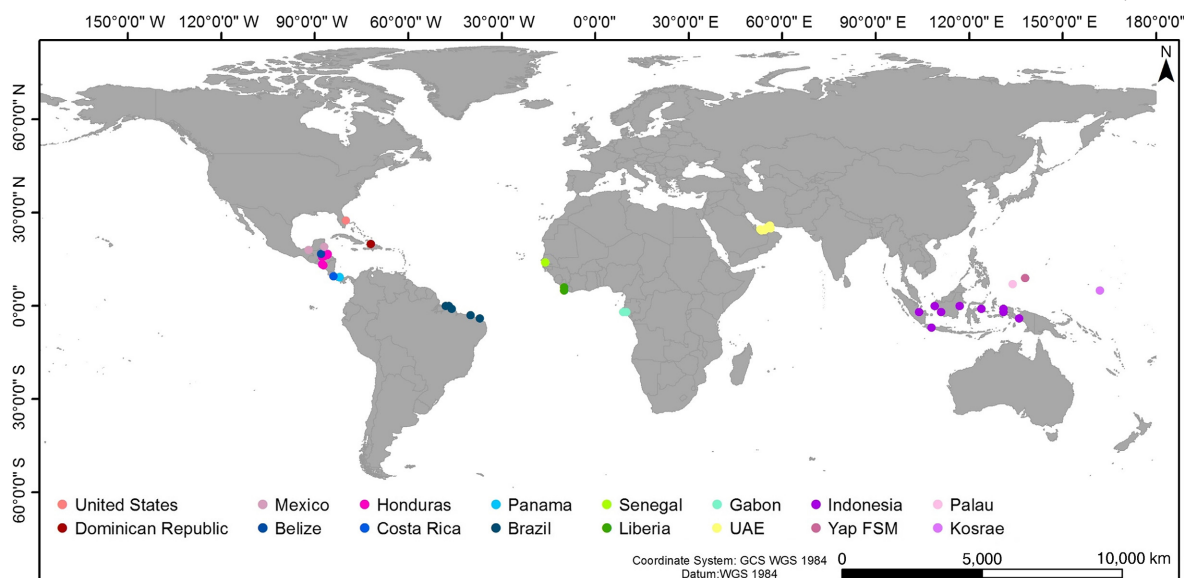 150°0'0" W 120°0'0" W 90°0'0" W 60°0'0" W 30°0'0" W 0°0'0" 30°0'0" E 60°0'0" E 90°0'0" E 120°0'0" E 150°0'0" E 180°0'0"
N
60°0'0" N
30°0'0" N
0°0'0"
30°0'0" S
60°0'0" S
United States Mexico Honduras Panama Senegal Gabon Indonesia Palau
Dominican Republic Belize Costa Rica Brazil Liberia UAE Yap FSM Kosrae
Coordinate System: GCS WGS 1984
Datum:WGS 1984
0 5,000 10,000 km